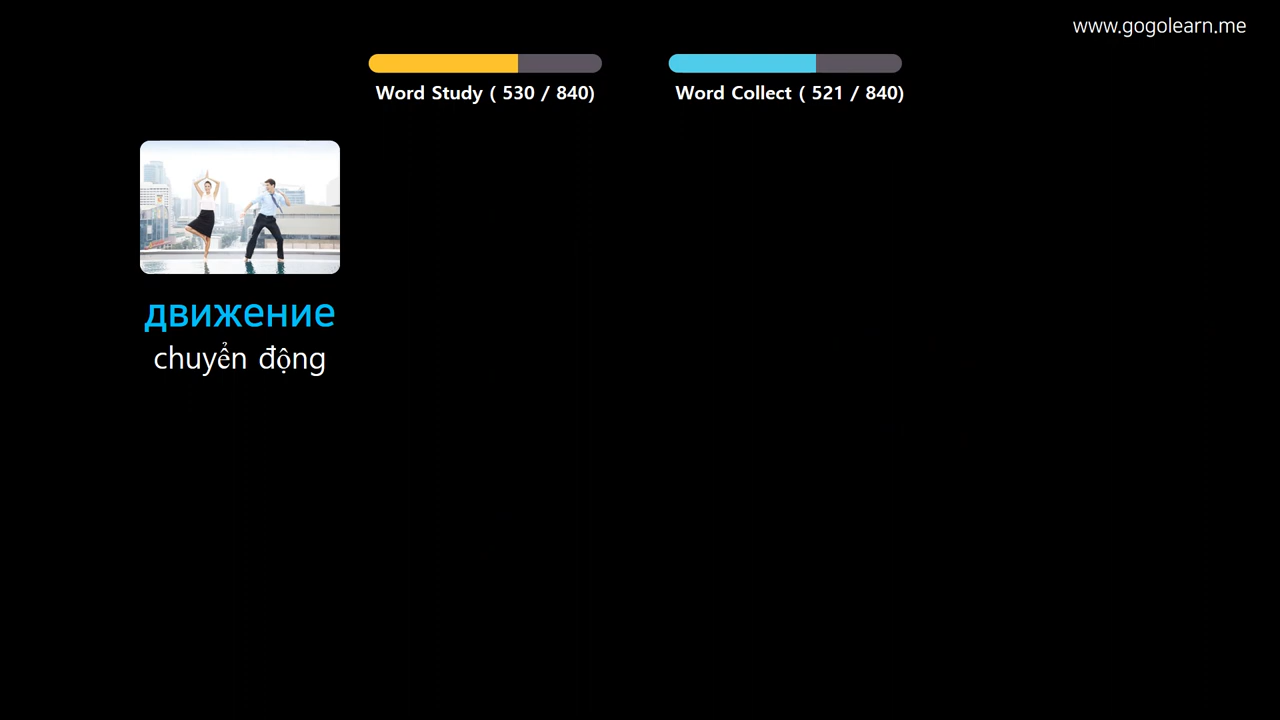 www.gogolearn.me
Word Study ( 530 / 840)
Word Collect ( 521 / 840)
движение
chuyển động